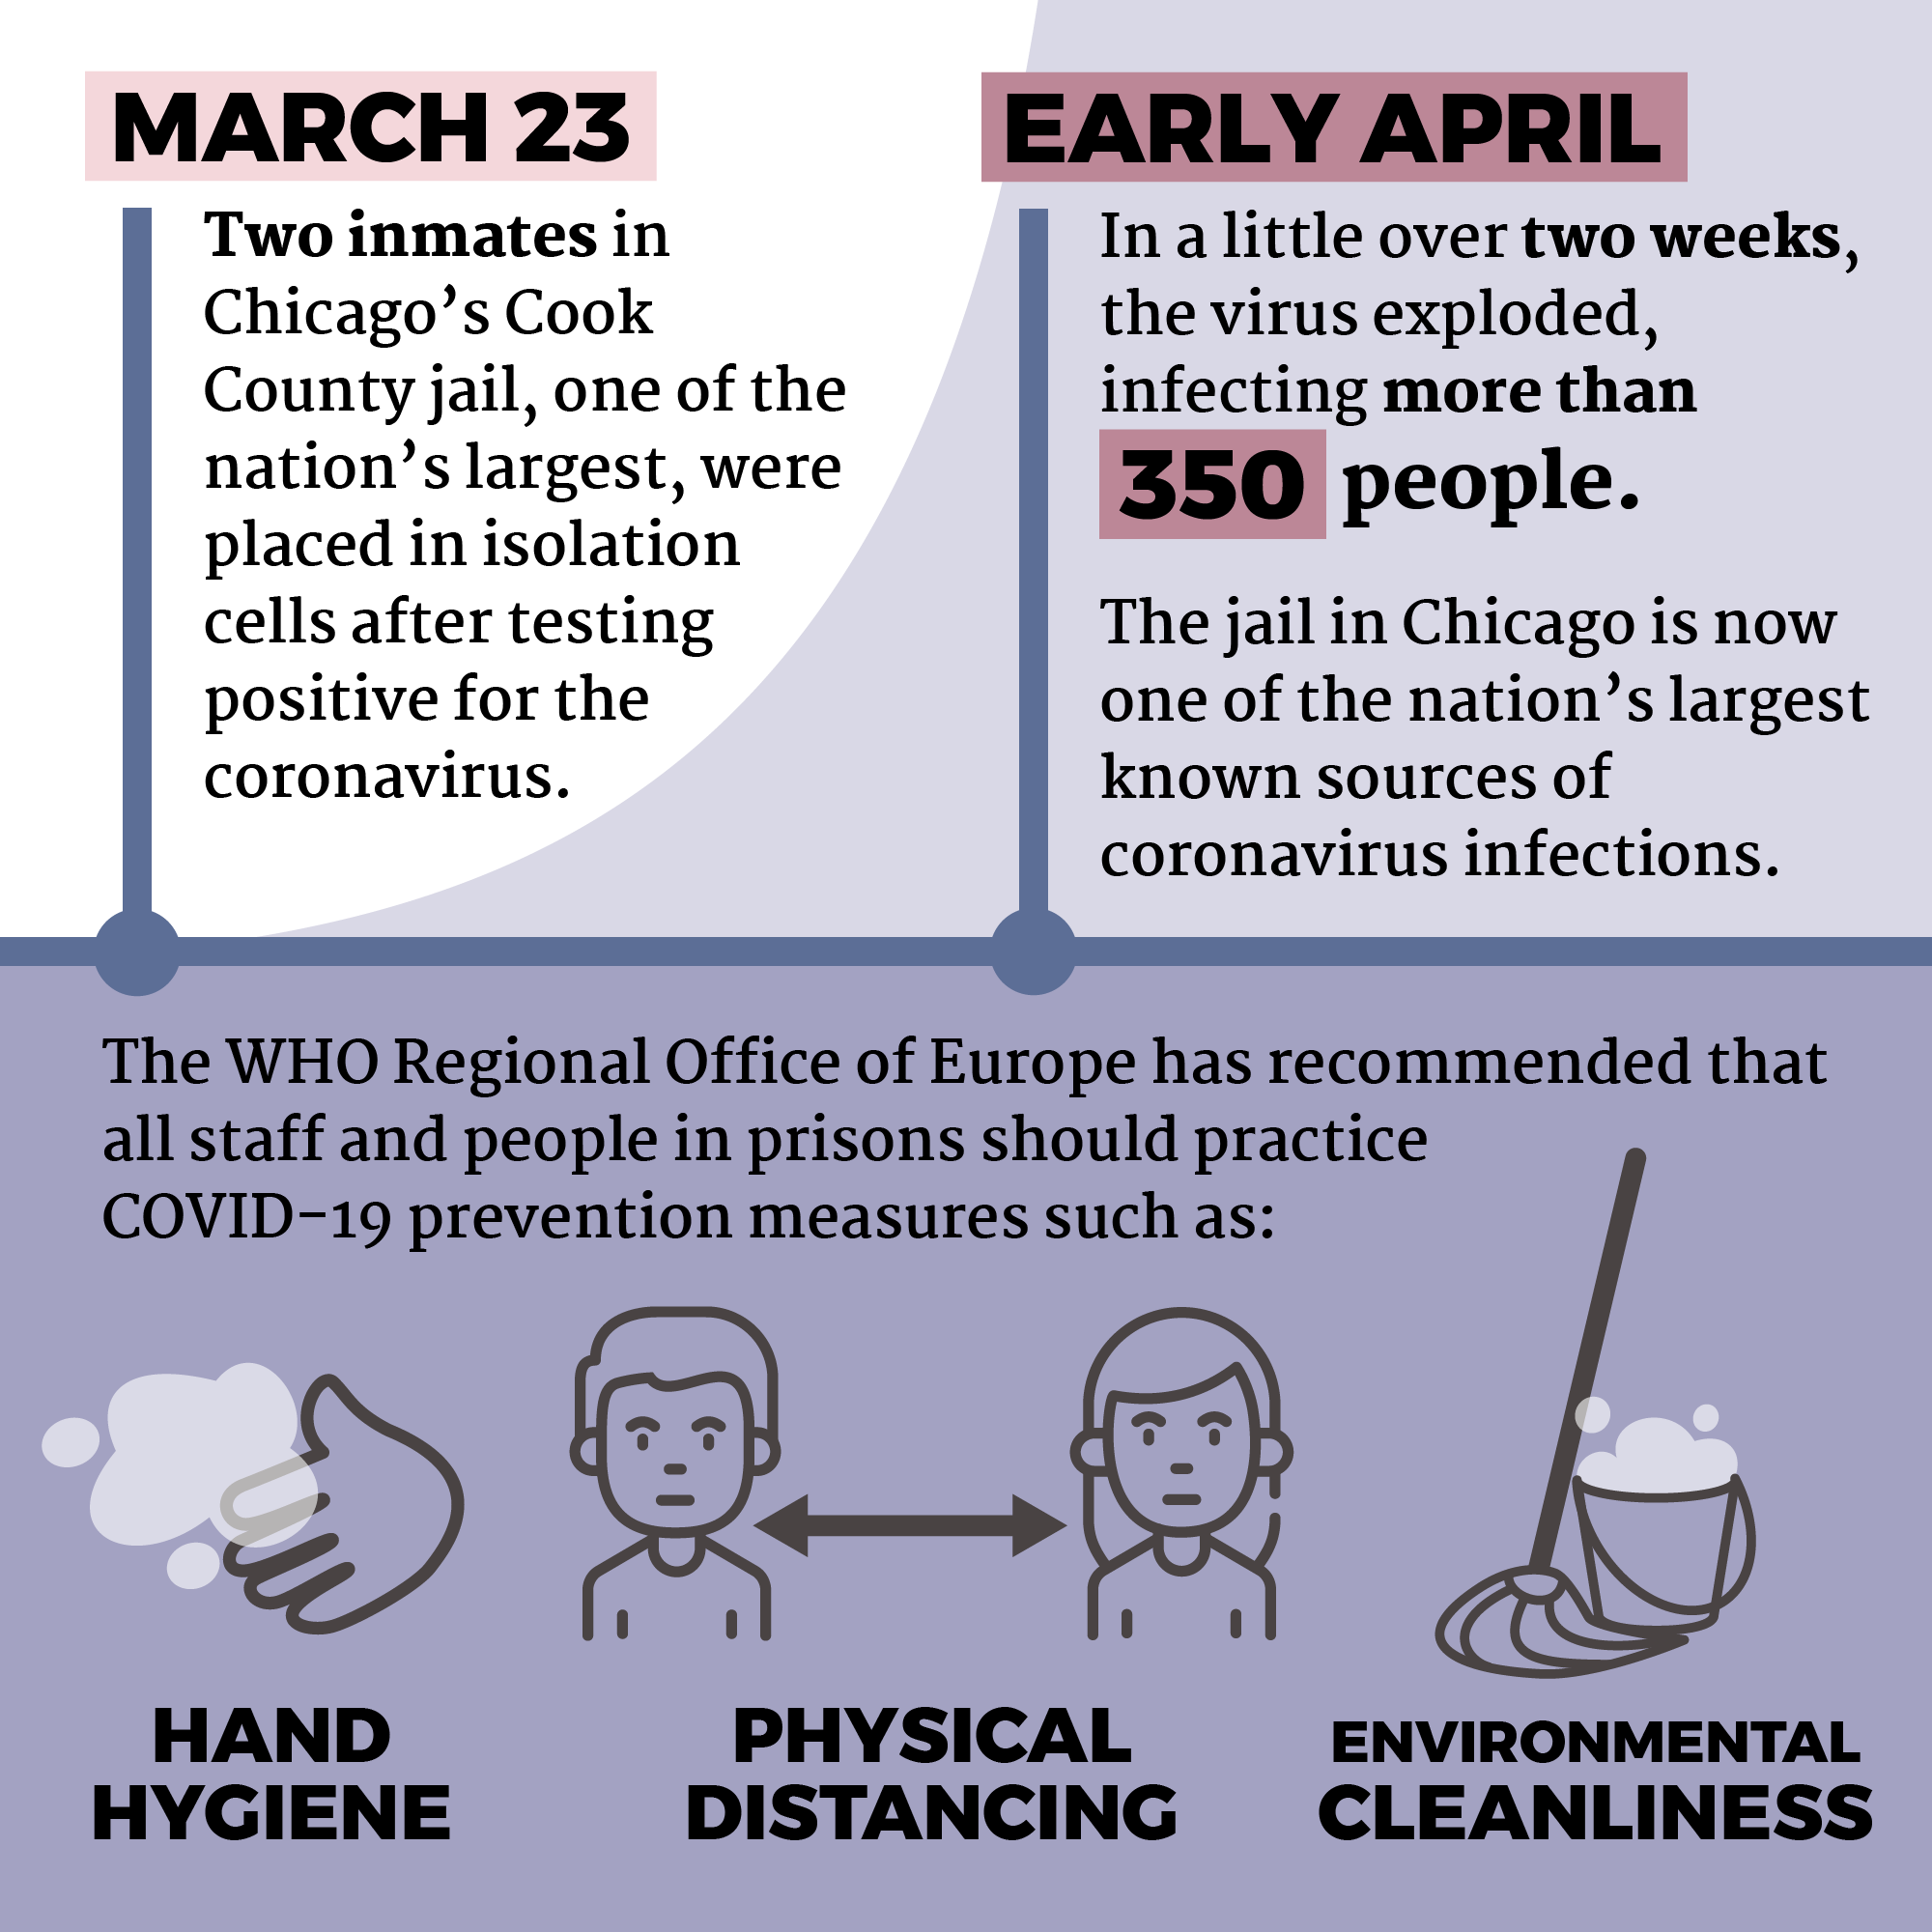 MARCH 23
Two inmates in
Chicago’s Cook
County jail, one of the
nation’s largest, were
placed in isolation
cells after testing
positive for the
coronavirus.
EARLY APRIL
In a little over two weeks,
the virus exploded,
infecting more than
350 people.
The jail in Chicago is now
one of the nation’s largest
known sources of
coronavirus infections.
The WHO Regional Office of Europe has recommended that
all staff and people in prisons should practice
COVID-19 prevention measures such as:
HAND
HYGIENE
PHYSICAL
DISTANCING
ENVIRONMENTAL
CLEANLINESS